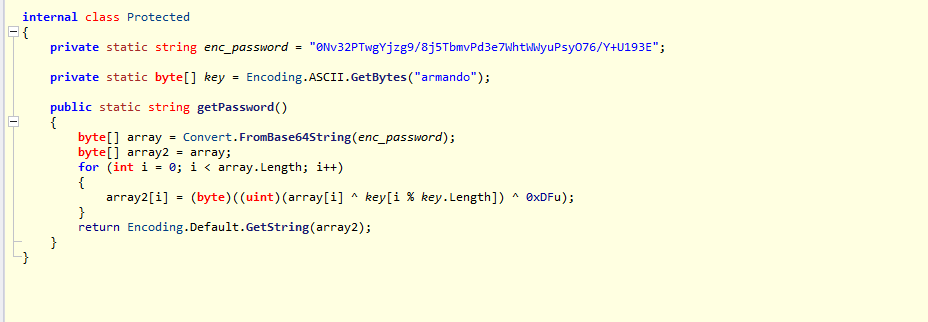 internal class Protected
{
private static string enc_password = "0Nv32PTwgYjzg9/8j5TbmvPd3e7WhtWWyuPsyO76/Y+U193E";
private static byte[] key = Encoding.ASCII.GetBytes("armando");
public static string getPassword()
{
byte[] array = Convert.FromBase64String(enc_password);
byte[] array2 = array;
for (int i = 0; i < array.Length; i++)
{
array2[i] = (byte)((uint)(array[i] ^ key[i % key.Length]) ^ 0xDFu);
}
return Encoding.Default.GetString(array2);
}
}